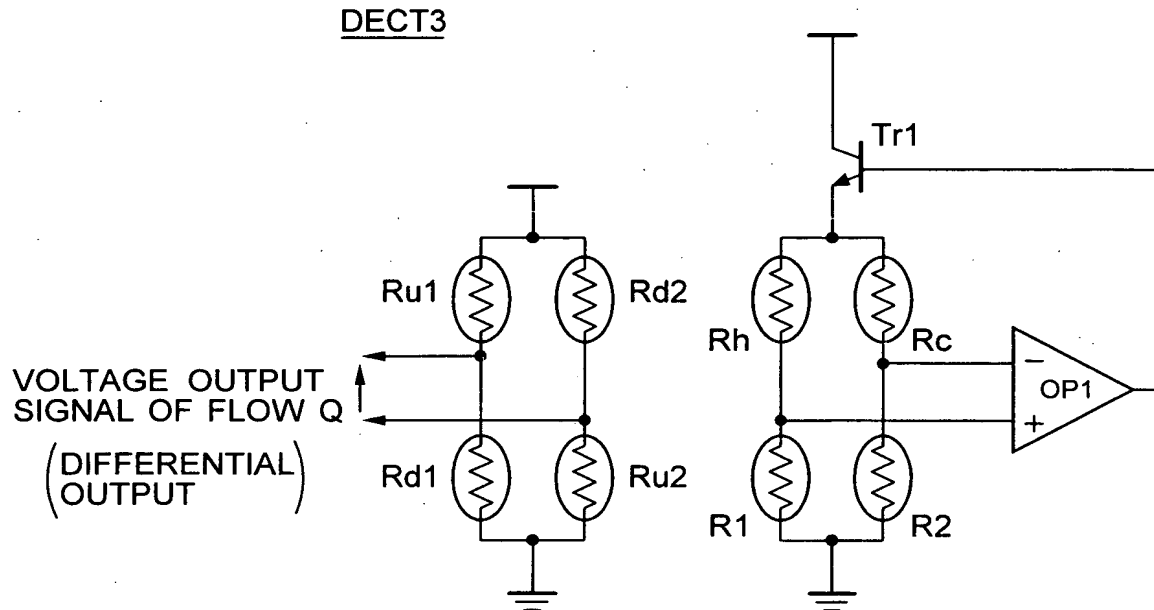 DECT3
Tr1
Ru1
Rd2
Rh
Rc
VOLTAGE OUTPUT
SIGNAL OF FLOW Q
(DIFFERENTIAL
OUTPUT)
−
OP1
+
Rd1
Ru2
R1
R2